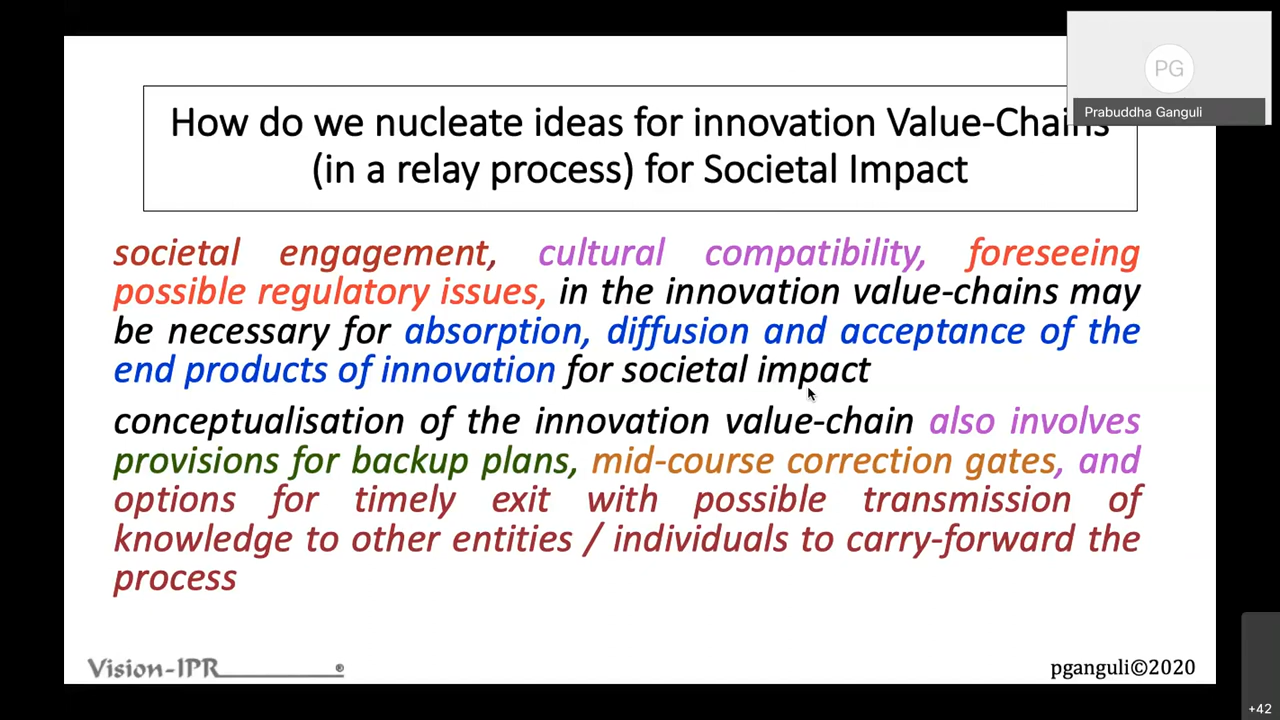 PG
Prabuddha Ganguli
How do we nucleate ideas for innovation Value-Chains
(in a relay process) for Societal Impact
societal engagement, cultural compatibility, foreseeing
possible regulatory issues, in the innovation value-chains may
be necessary for absorption, diffusion and acceptance of the
end products of innovation for societal impact
conceptualisation of the innovation value-chain also involves
provisions for backup plans, mid-course correction gates, and
options for timely exit with possible transmission of
knowledge to other entities / individuals to carry-forward the
process
Vision-IPR®
pganguli©2020
+42